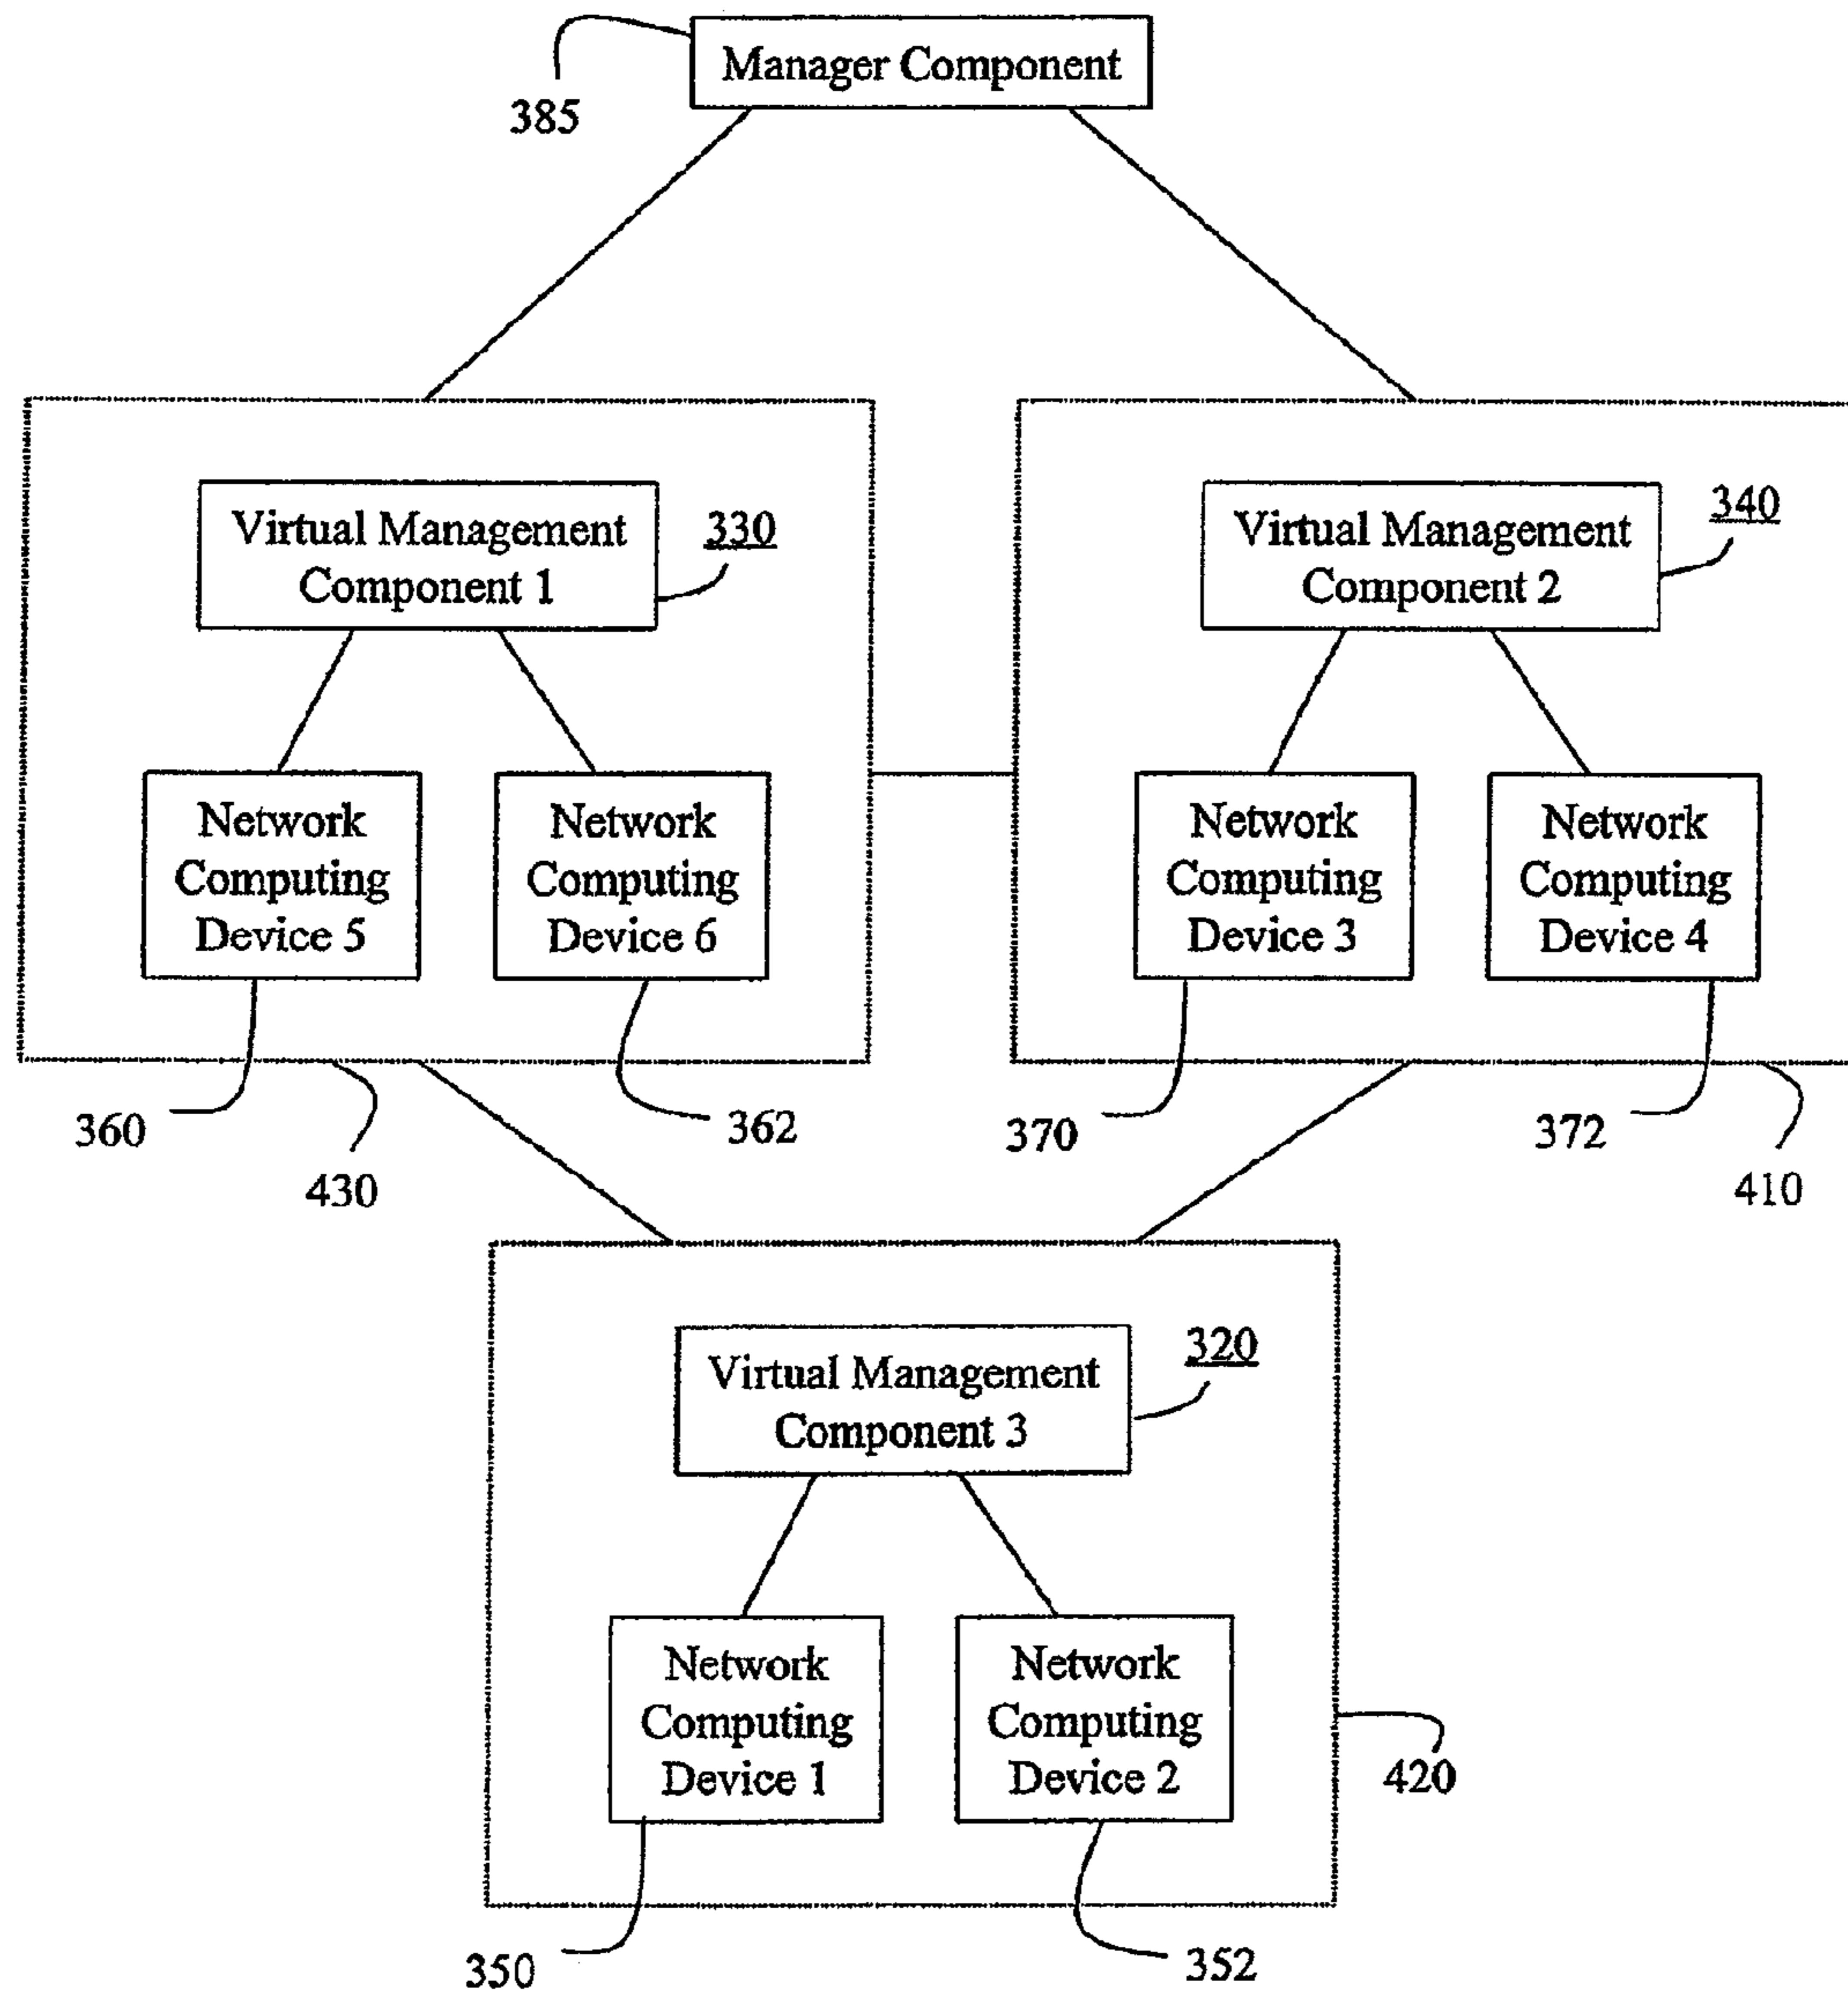 Manager Component
385
Virtual Management
Component 1
330
Virtual Management
Component 2
340
Network
Computing
Device 5
Network
Computing
Device 6
Network
Computing
Device 3
Network
Computing
Device 4
360
430
362
370
372
410
Virtual Management
Component 3
320
Network
Computing
Device 1
Network
Computing
Device 2
420
350
352